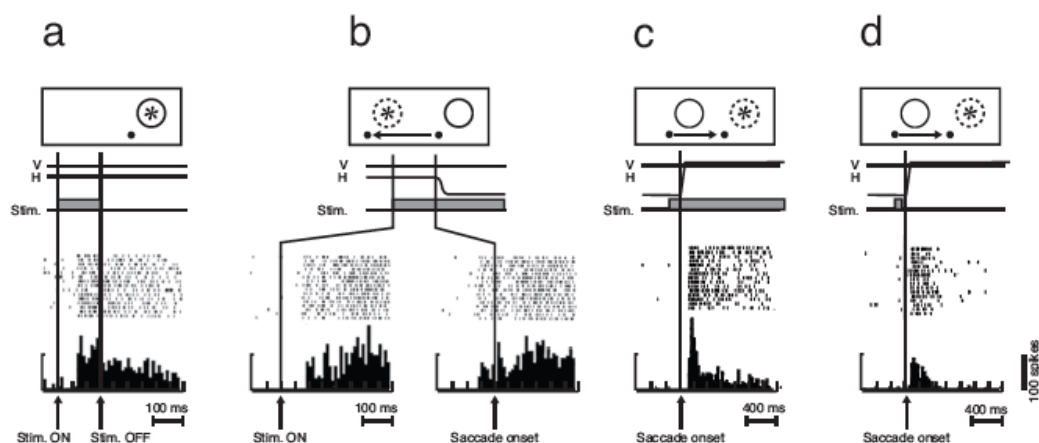 a b c d
V
H
Stim.
V
H
Stim.
V
H
Stim.
V
H
Stim.
100 spikes
100 ms
100 ms
400 ms
400 ms
Stim. ON Stim. OFF Stim. ON Saccade onset Saccade onset Saccade onset